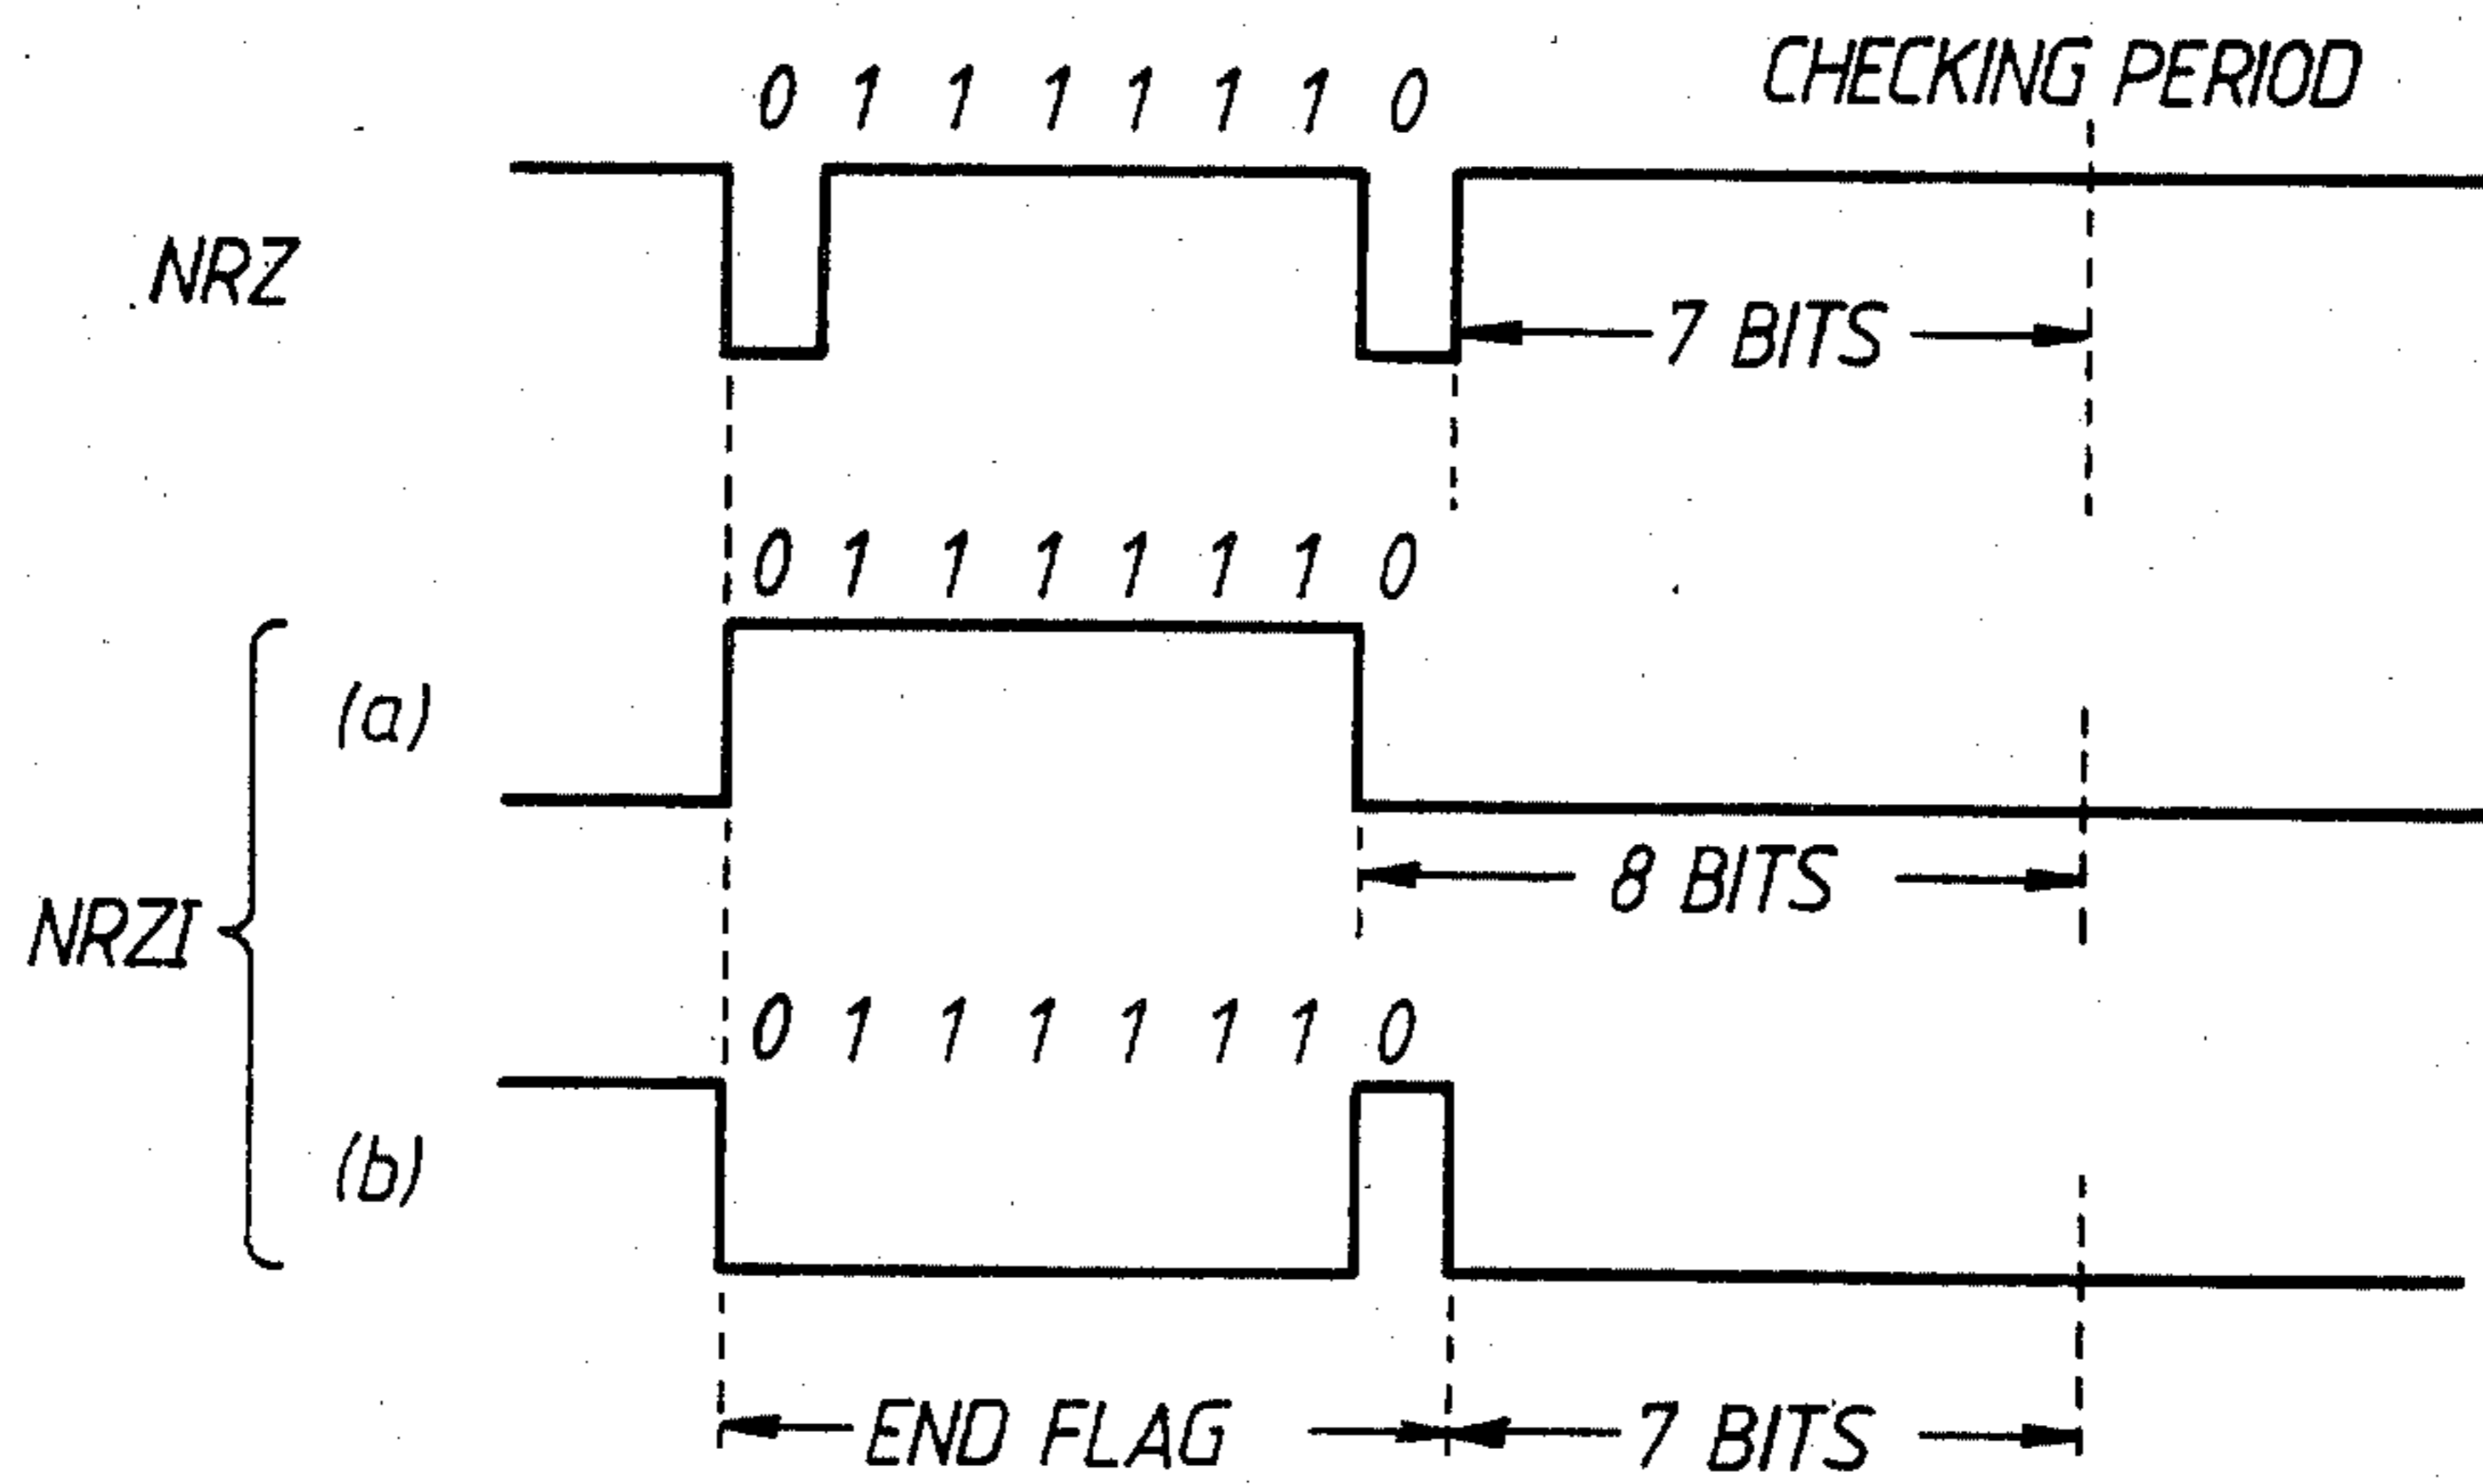 CHECKING PERIOD
0 1 1 1 1 1 1 0
NRZ
7 BITS
0 1 1 1 1 1 1 0
(a)
8 BITS
NRZI
0 1 1 1 1 1 1 0
(b)
END FLAG
7 BITS